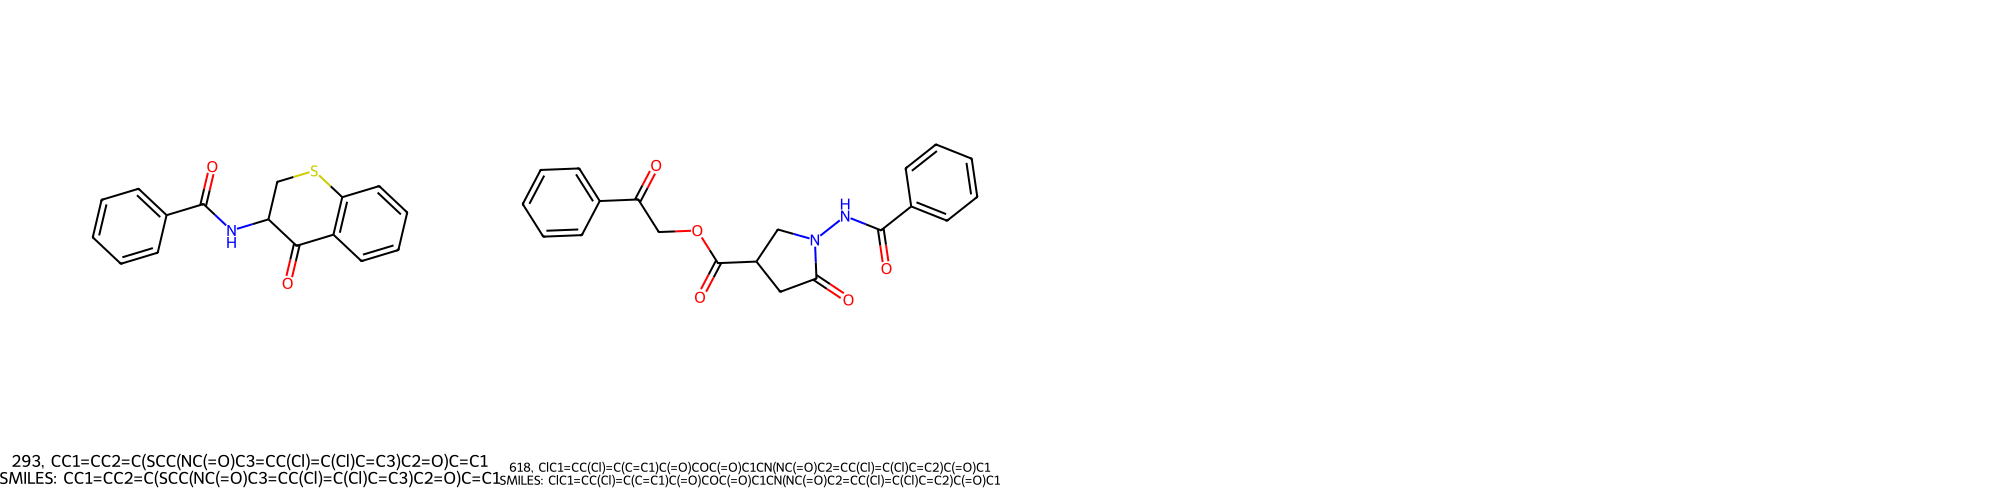 O
S
N
H
O
O
O
O
N
H
N
O
O
293, CC1=CC2=C(SCC(NC(=O)C3=CC(Cl)=C(Cl)C=C3)C2=O)C=C1
SMILES: CC1=CC2=C(SCC(NC(=O)C3=CC(Cl)=C(Cl)C=C3)C2=O)C=C1
618, ClC1=CC(Cl)=C(C=C1)C(=O)COC(=O)C1CN(NC(=O)C2=CC(Cl)=C(Cl)C=C2)C(=O)C1
SMILES: ClC1=CC(Cl)=C(C=C1)C(=O)COC(=O)C1CN(NC(=O)C2=CC(Cl)=C(Cl)C=C2)C(=O)C1